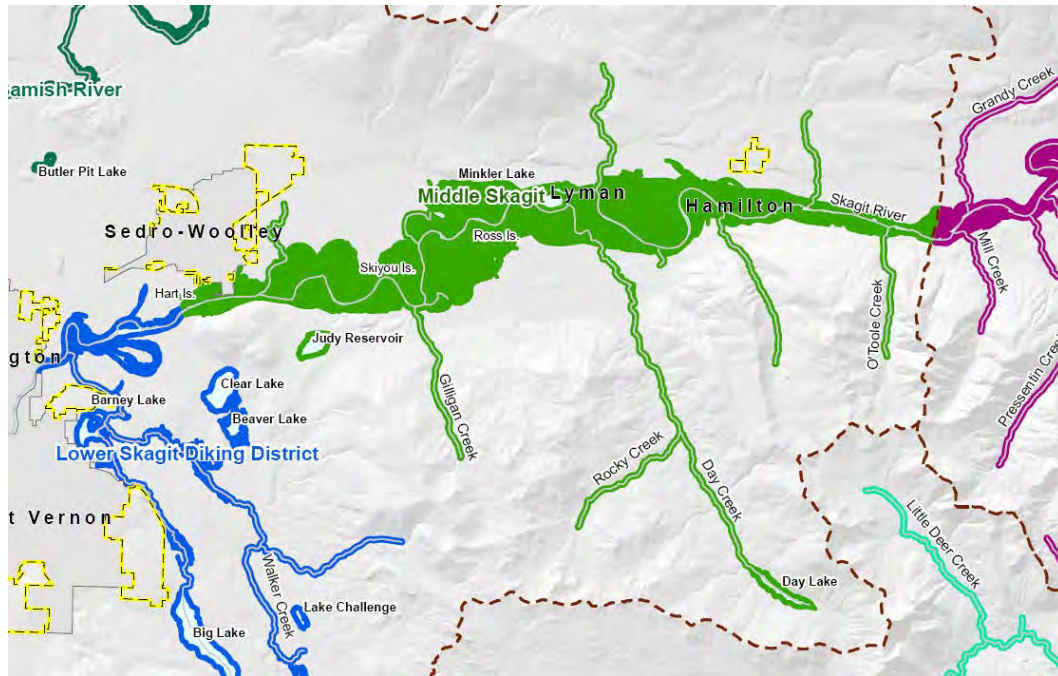 Grandy Creek
amish River
Butler Pit Lake
Minkler Lake
Middle Skagit
Lyman
Hamilton
Skagit River
Sedro-Woolley
Ross Is.
Skiyou Is.
Mill Creek
Hart Is.
O'Toole Creek
Judy Reservoir
gton
Clear Lake
Gilligan Creek
Pressentin Creek
Barney Lake
Beaver Lake
Lower Skagit Diking District
Rocky Creek
Day Creek
t Vernon
Little Deer Creek
Walker Creek
Day Lake
Lake Challenge
Big Lake